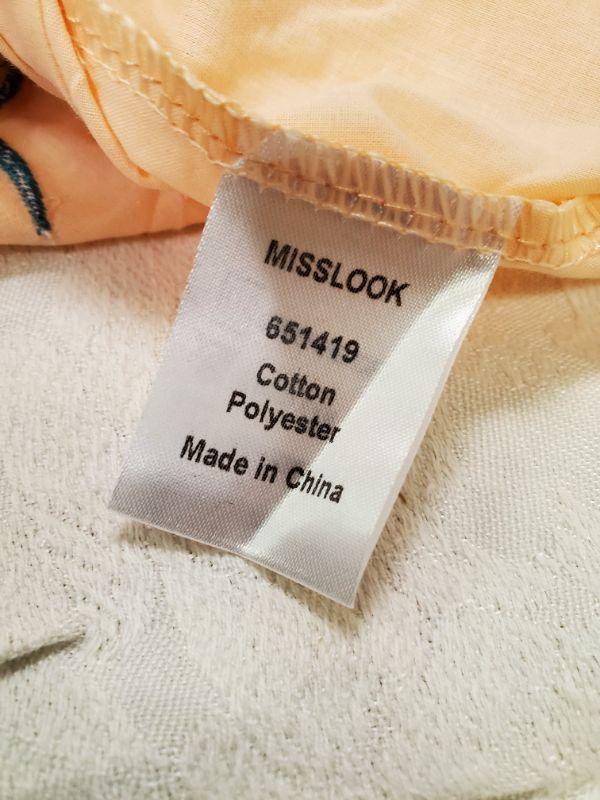 MISSLOOK
651419
Cotton
Polyester
Made in China